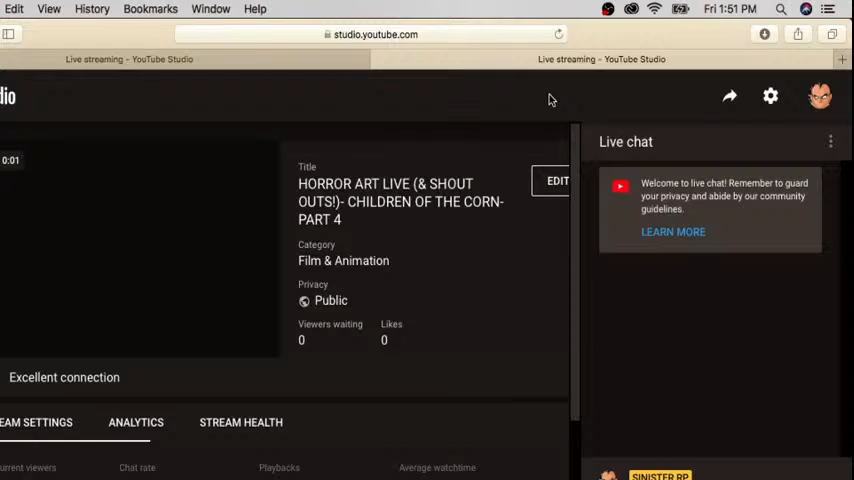 Edit View History Bookmarks Window Help Fri 1:51 PM
studio.youtube.com
Live streaming - YouTube Studio Live streaming - YouTube Studio
dio
0:01
Title
HORROR ART LIVE (& SHOUT
OUTS!)- CHILDREN OF THE CORN-
PART 4
EDIT
Category
Film & Animation
Privacy
Public
Viewers waiting Likes
0 0
Excellent connection
EAM SETTINGS ANALYTICS STREAM HEALTH
urrent viewers Chat rate Playbacks Average watchtime
Live chat
Welcome to live chat! Remember to guard
your privacy and abide by our community
guidelines.
LEARN MORE
SINISTER RP